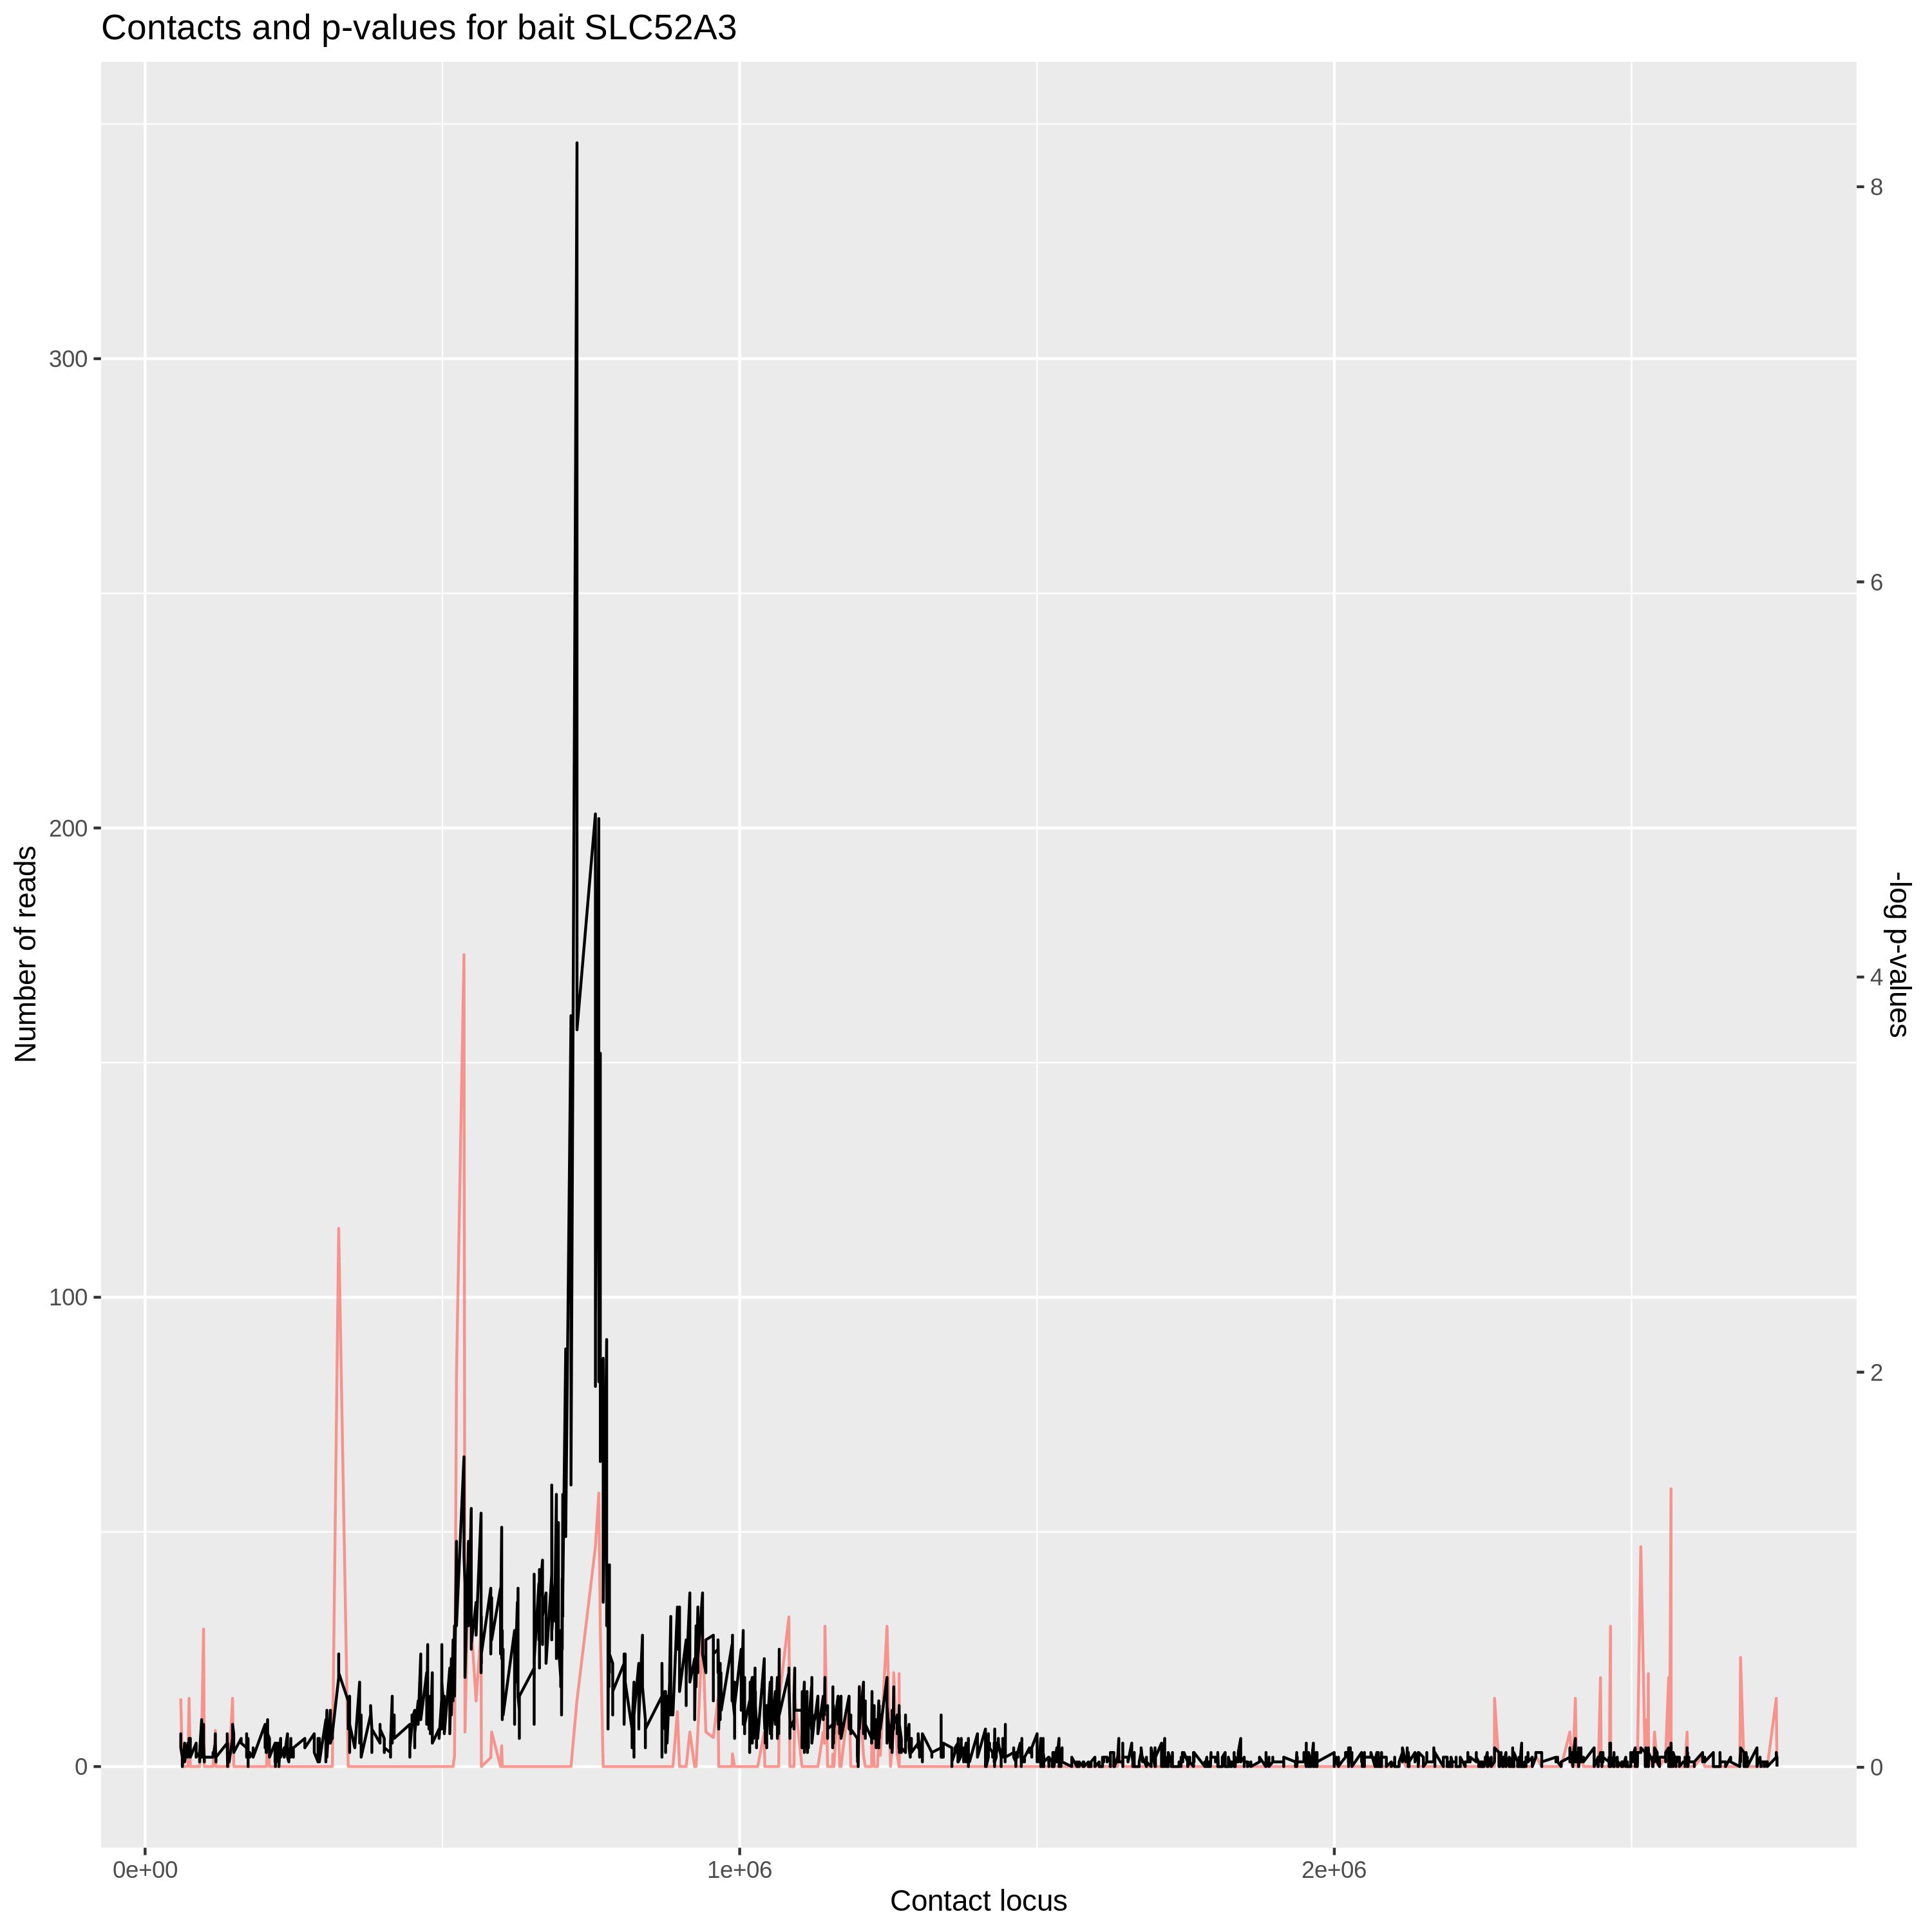 Contacts and p-values for bait SLC52A3
300
200
100
0
8
6
4
2
0
Number of reads
-log p-values
0e+00
1e+06
2e+06
Contact locus